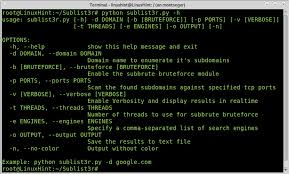 Terminal - linuxhint@LinuxHint: /
root@LinuxHint:~/Sublist3r# python sublist3r.py -h
usage: sublist3r.py [-h] -d DOMAIN [-b [BRUTEFORCE]] [-p PORTS] [-v [VERBOSE]]
[-t THREADS] [-e ENGINES] [-o OUTPUT] [-n]
OPTIONS:
-h, --help show this help message and exit
-d DOMAIN, --domain DOMAIN
Domain name to enumerate it's subdomains
-b [BRUTEFORCE], --bruteforce [BRUTEFORCE]
Enable the subbrute bruteforce module
-p PORTS, --ports PORTS
Scan the found subdomains against specified tcp ports
-v [VERBOSE], --verbose [VERBOSE]
Enable Verbosity and display results in realtime
-t THREADS, --threads THREADS
Number of threads to use for subbrute bruteforce
-e ENGINES, --engines ENGINES
Specify a comma-separated list of search engines
-o OUTPUT, --output OUTPUT
Save the results to text file
-n, --no-color Output without color
Example: python sublist3r.py -d google.com
root@LinuxHint:~/Sublist3r#